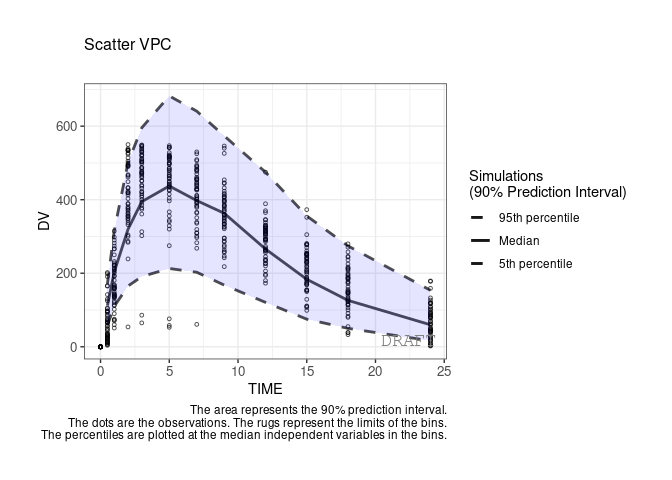 Scatter VPC
DV
600
400
200
0
0 5 10 15 20 25
TIME
DRAFT
Simulations
(90% Prediction Interval)
95th percentile
Median
5th percentile
The area represents the 90% prediction interval.
The dots are the observations. The rugs represent the limits of the bins.
The percentiles are plotted at the median independent variables in the bins.